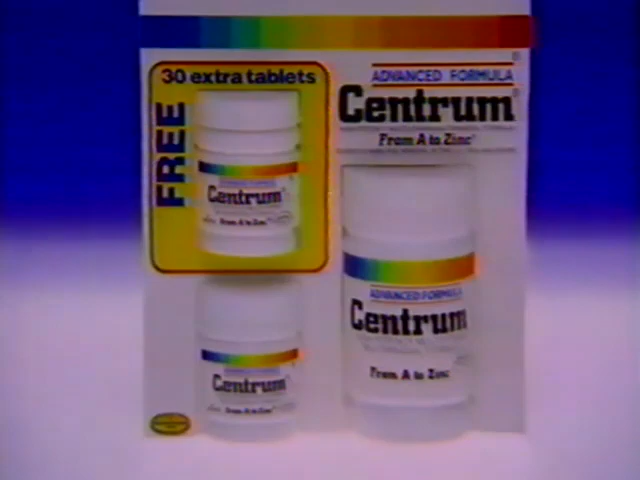 30 extra tablets
FREE
Centrum
From A to Zinc
ADVANCED FORMULA
Centrum
From A to Zinc
ADVANCED FORMULA
Centrum
From A to Zinc
Centrum
From A to Zinc